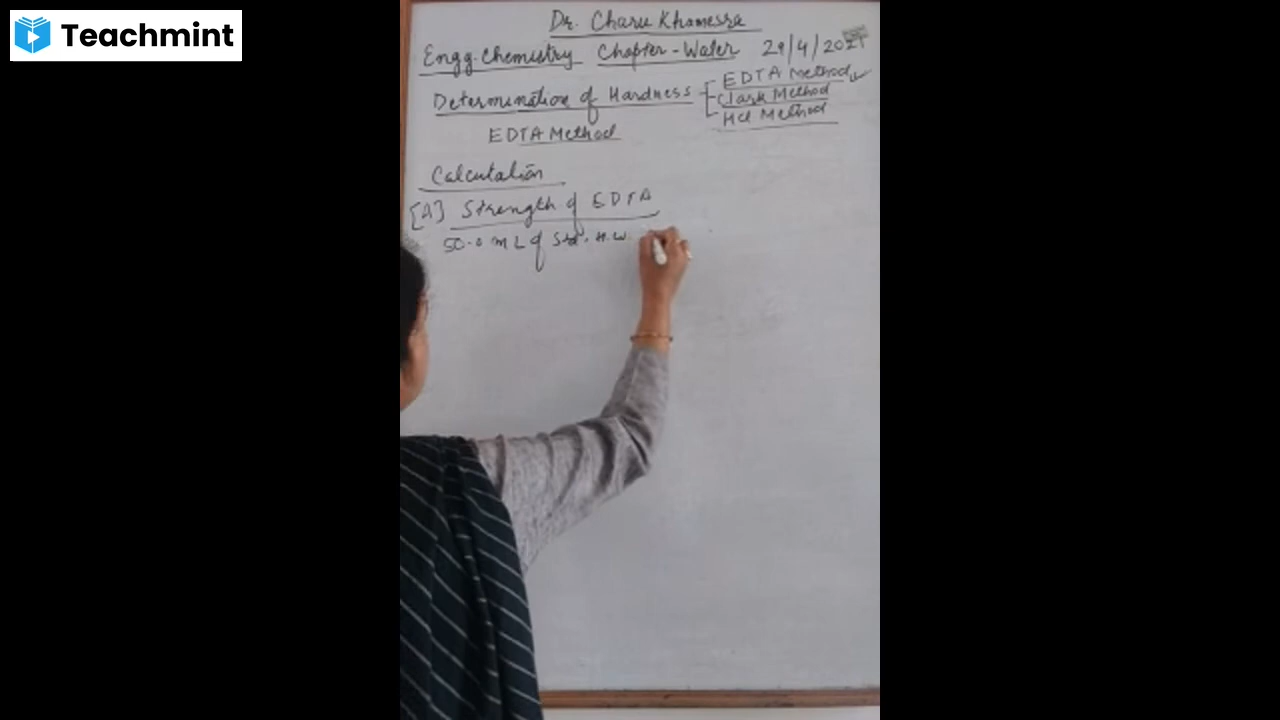 Teachmint
Dr. Charu Khamesra
Engg. Chemistry Chapter - Water 29/4/2021
Determination of Hardness EDTA Method
Clark Method
Hcl Method
EDTA Method
Calculation
[A] Strength of EDTA
50.0 mL of Std. H.W.